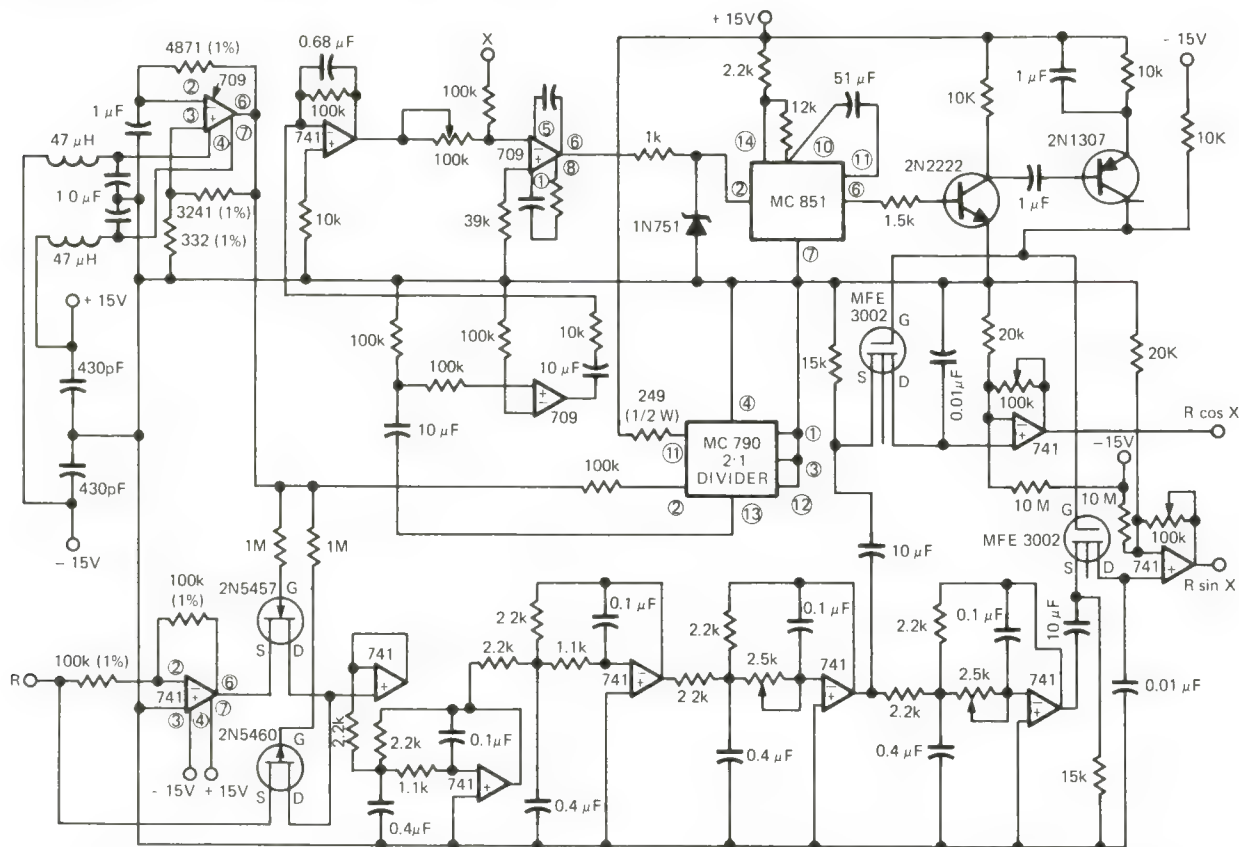 4871 (1%)
709
②
③
⑥
⑦
④
1 μF
47 μH
1 0 μF
3241 (1%)
332 (1%)
47 μH
+ 15V
430pF
430pF
- 15V
0.68 μF
100k
741
10k
X
100k
100k
⑤
709
⑥
⑧
①
39k
1k
1N751
+ 15V
2.2k
12k
51 μF
⑭
⑩
⑪
②
MC 851
⑥
⑦
1.5k
10K
2N2222
1 μF
1 μF
10k
2N1307
- 15V
10K
100k
100k
100k
10k
10 μF
709
10 μF
249
(1/2 W)
④
⑪
MC 790
2·1
DIVIDER
①
③
②
⑬
⑫
100k
15k
MFE
3002
G
S
D
0.01μF
20k
100k
741
R cos X
20K
-15V
10 M
10 M
G
MFE 3002
S
D
100k
741
R sin X
1M
1M
100k
(1%)
2N5457
G
S
D
100k (1%)
R
②
741
⑥
③
④
⑦
2N5460
G
- 15V
+ 15V
S
D
741
2.2k
2.2k
0.1μF
1.1k
741
0.4μF
2.2k
2 2k
1.1k
0.1 μF
741
0.4 μF
2 2k
2.2k
2.5k
0.1 μF
741
0.4 μF
10 μF
2.2k
2.2k
2.5k
0.1 μF
741
0.4 μF
10 μF
15k
0.01 μF